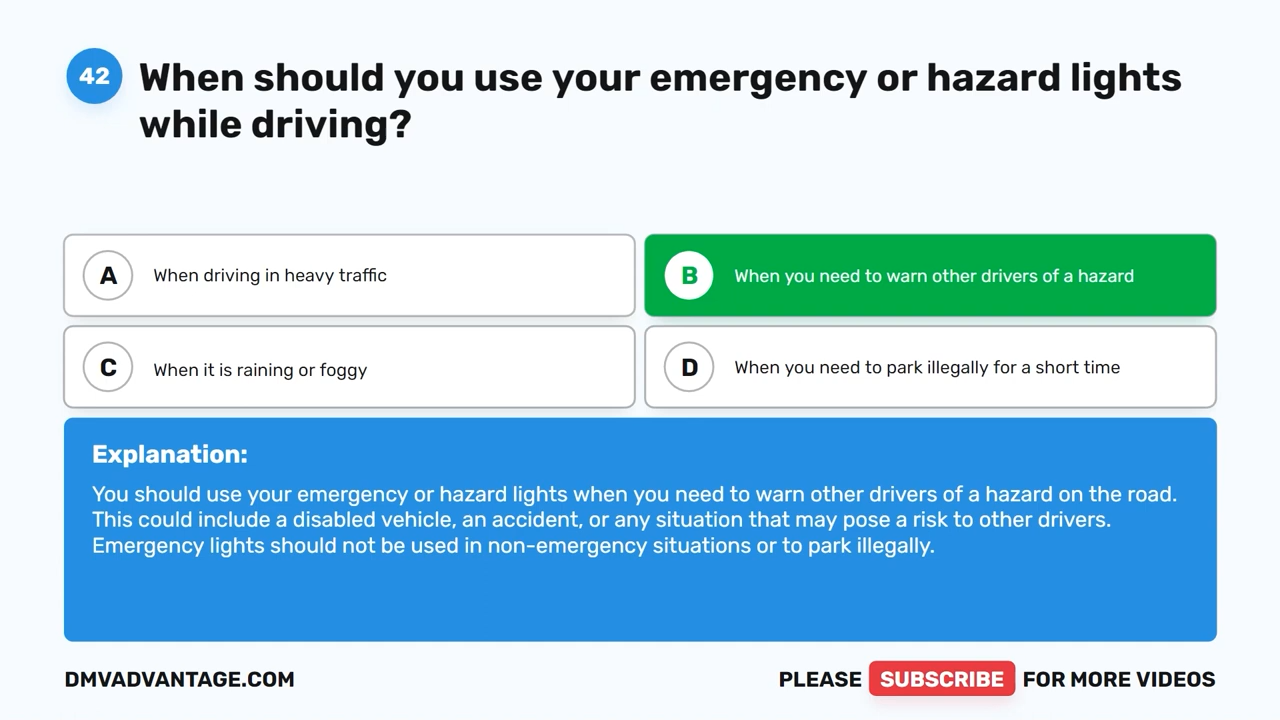 42
When should you use your emergency or hazard lights
while driving?
A
When driving in heavy traffic
B
When you need to warn other drivers of a hazard
C
When it is raining or foggy
D
When you need to park illegally for a short time
Explanation:
You should use your emergency or hazard lights when you need to warn other drivers of a hazard on the road.
This could include a disabled vehicle, an accident, or any situation that may pose a risk to other drivers.
Emergency lights should not be used in non-emergency situations or to park illegally.
DMVADVANTAGE.COM
PLEASE SUBSCRIBE FOR MORE VIDEOS